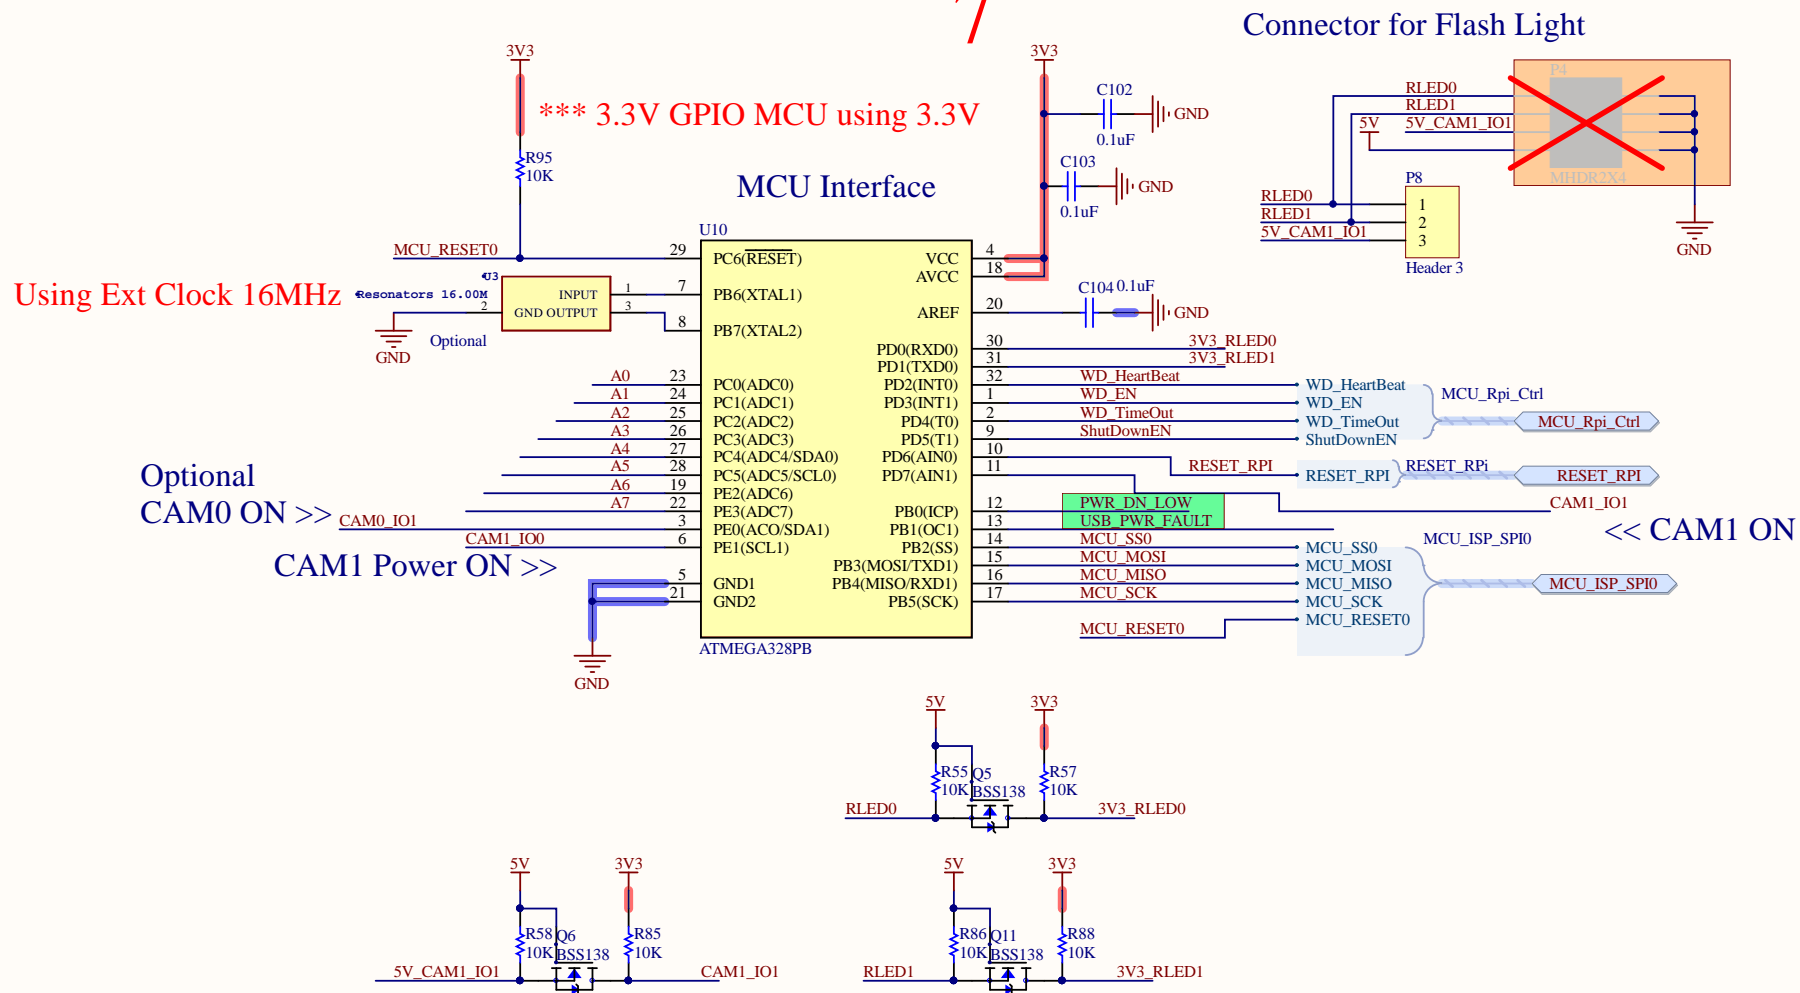 Connector for Flash Light
3V3
*** 3.3V GPIO MCU using 3.3V
R95
10K
MCU Interface
3V3
C102
0.1uF
GND
C103
0.1uF
GND
P4
RLED0
RLED1
5V
5V_CAM1_IO1
MHDR2X4
P8
RLED0
1
RLED1
2
5V_CAM1_IO1
3
Header 3
GND
U10
MCU_RESET0
29
PC6(RESET)
VCC
4
AVCC
18
Using Ext Clock 16MHz
U3
Resonators 16.00M
INPUT
1
2
GND OUTPUT
3
Optional
GND
7
PB6(XTAL1)
8
PB7(XTAL2)
AREF
20
C104
0.1uF
GND
PD0(RXD0)
30
3V3_RLED0
PD1(TXD0)
31
3V3_RLED1
A0
23
PC0(ADC0)
PD2(INT0)
32
WD_HeartBeat
WD_HeartBeat
A1
24
PC1(ADC1)
PD3(INT1)
1
WD_EN
WD_EN
MCU_Rpi_Ctrl
A2
25
PC2(ADC2)
PD4(T0)
2
WD_TimeOut
WD_TimeOut
MCU_Rpi_Ctrl
A3
26
PC3(ADC3)
PD5(T1)
9
ShutDownEN
ShutDownEN
A4
27
PC4(ADC4/SDA0)
PD6(AIN0)
10
A5
28
PC5(ADC5/SCL0)
PD7(AIN1)
11
RESET_RPI
RESET_RPI
RESET_RPi
RESET_RPI
Optional
CAM0 ON >>
A6
19
PE2(ADC6)
A7
22
PE3(ADC7)
PB0(ICP)
12
PWR_DN_LOW
CAM1_IO1
CAM0_IO1
3
PE0(ACO/SDA1)
PB1(OC1)
13
USB_PWR_FAULT
<< CAM1 ON
CAM1_IO0
6
PE1(SCL1)
PB2(SS)
14
MCU_SS0
MCU_SS0
MCU_ISP_SPI0
CAM1 Power ON >>
PB3(MOSI/TXD1)
15
MCU_MOSI
MCU_MOSI
5
GND1
PB4(MISO/RXD1)
16
MCU_MISO
MCU_MISO
MCU_ISP_SPI0
21
GND2
PB5(SCK)
17
MCU_SCK
MCU_SCK
MCU_RESET0
MCU_RESET0
ATMEGA328PB
GND
5V
3V3
R55
10K
Q5
BSS138
R57
10K
RLED0
3V3_RLED0
5V
3V3
R58
10K
Q6
BSS138
R85
10K
5V_CAM1_IO1
CAM1_IO1
5V
3V3
R86
10K
Q11
BSS138
R88
10K
RLED1
3V3_RLED1